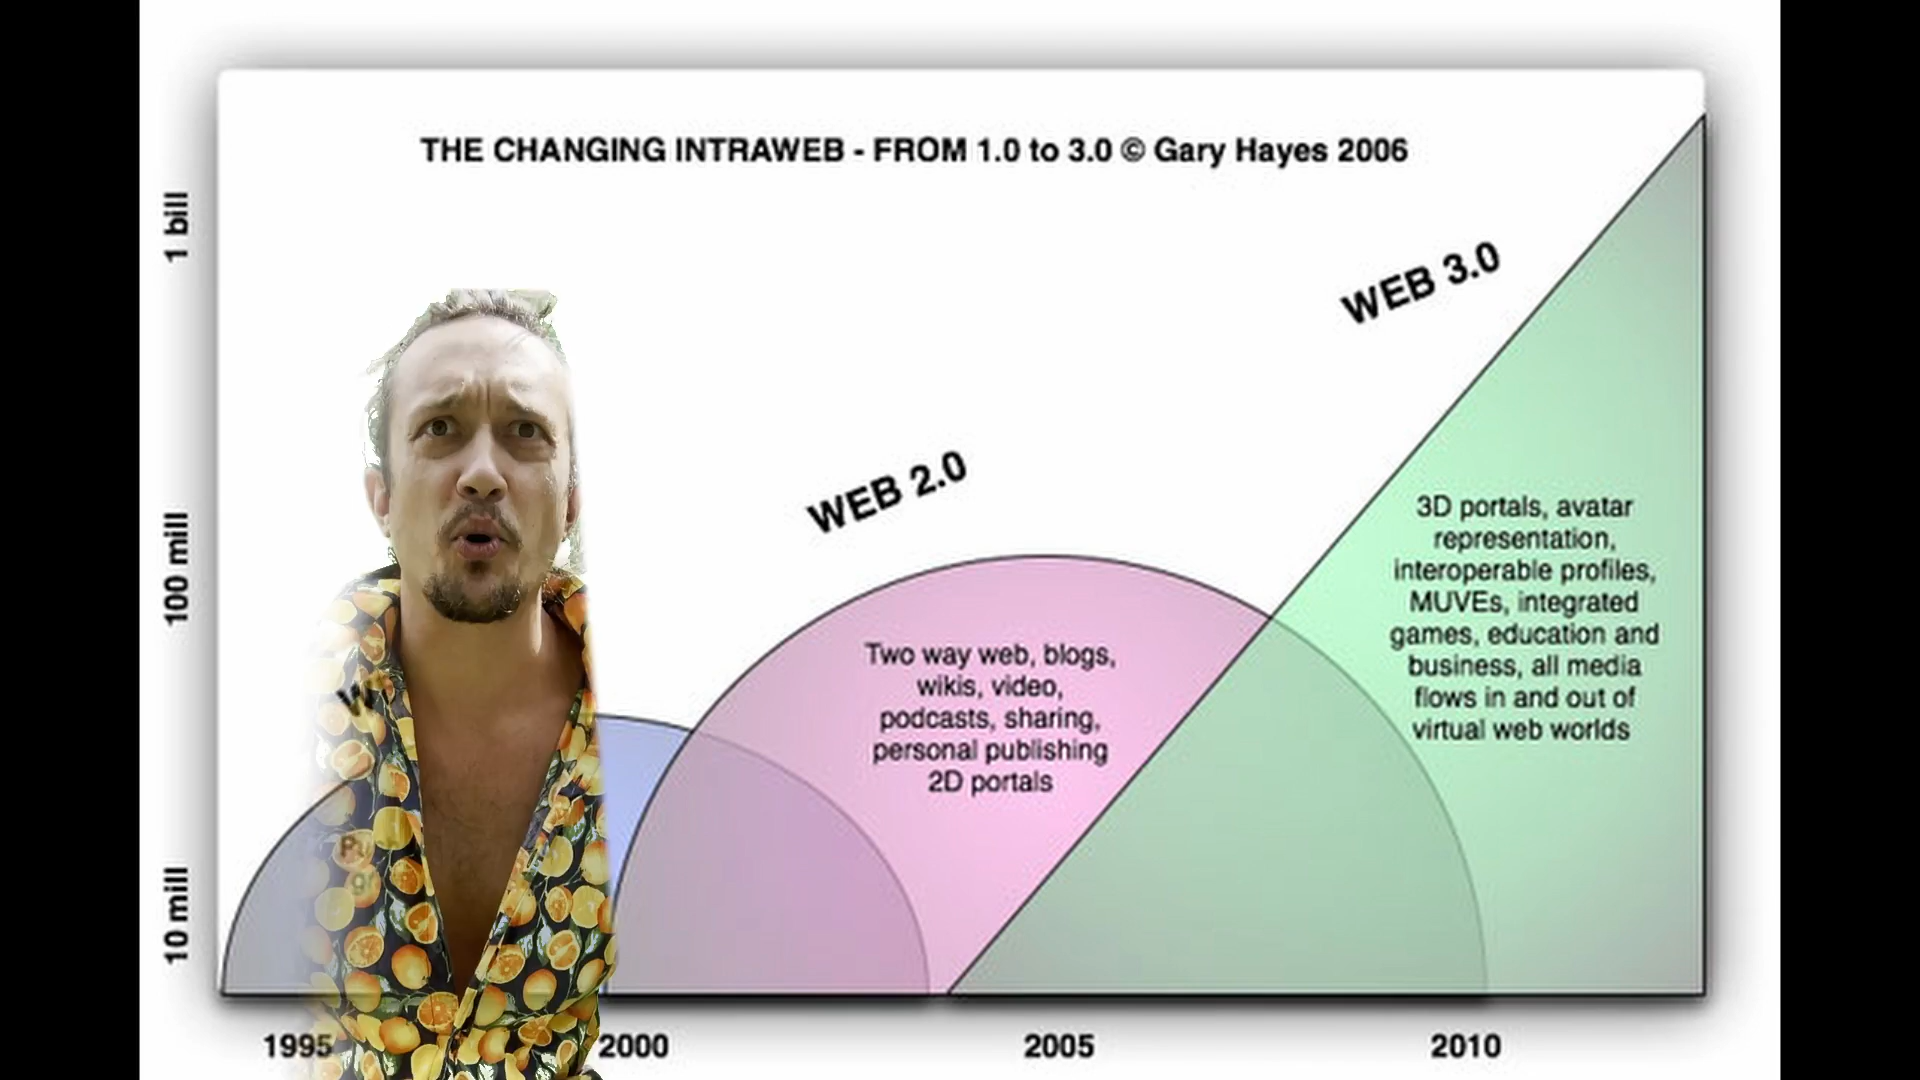 THE CHANGING INTRAWEB - FROM 1.0 to 3.0 © Gary Hayes 2006
1 bill
100 mill
10 mill
WEB 3.0
WEB 2.0
3D portals, avatar
representation,
interoperable profiles,
MUVEs, integrated
games, education and
business, all media
flows in and out of
virtual web worlds
Two way web, blogs,
wikis, video,
podcasts, sharing,
personal publishing
2D portals
1995
2000
2005
2010